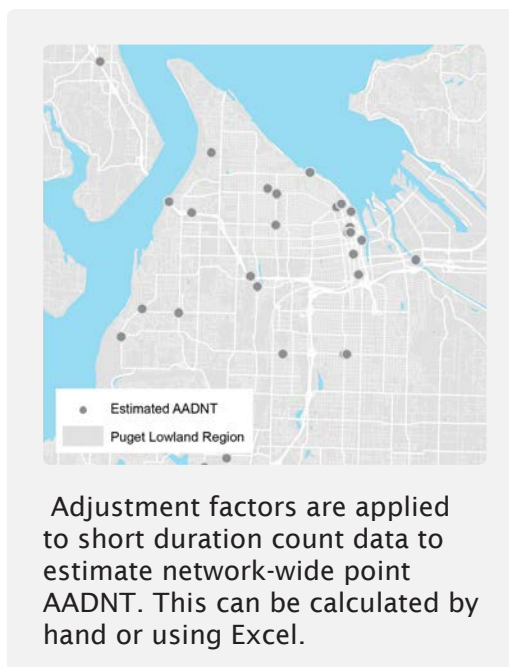 Estimated AADNT
Puget Lowland Region
Adjustment factors are applied
to short duration count data to
estimate network-wide point
AADNT. This can be calculated by
hand or using Excel.